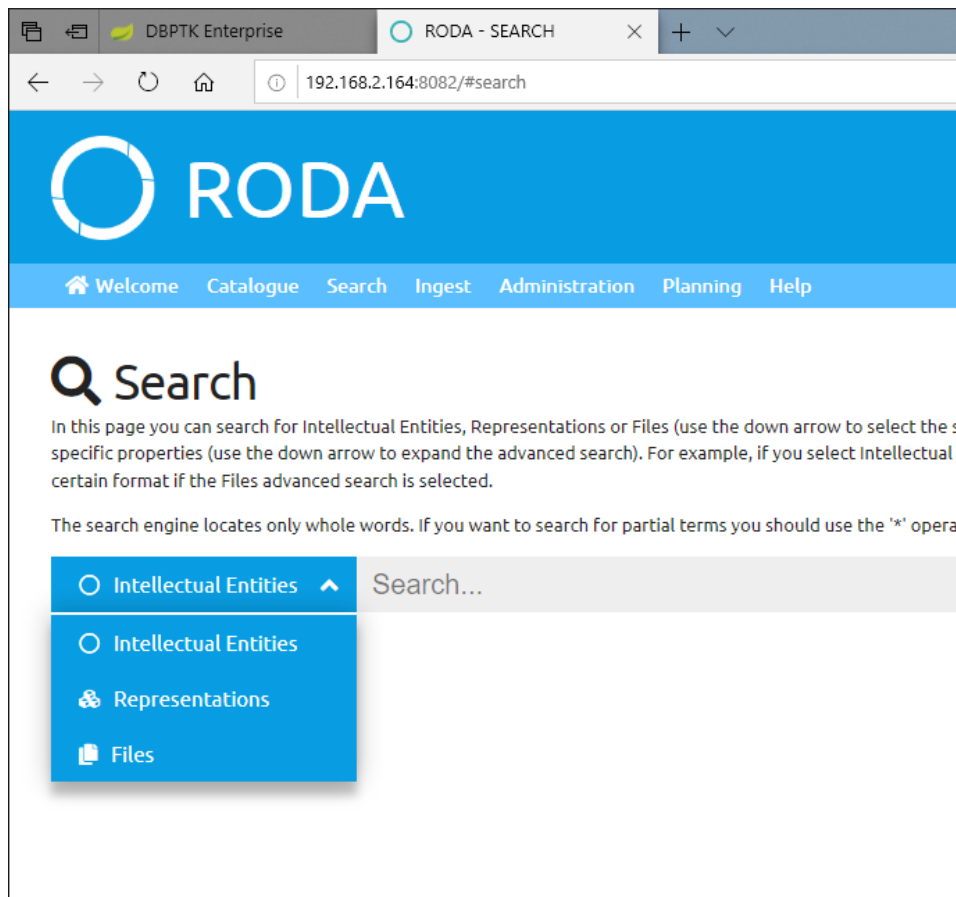 DBPTK Enterprise
RODA - SEARCH
192.168.2.164:8082/#search
RODA
Welcome Catalogue Search Ingest Administration Planning Help
Search
In this page you can search for Intellectual Entities, Representations or Files (use the down arrow to select the
specific properties (use the down arrow to expand the advanced search). For example, if you select Intellectual
certain format if the Files advanced search is selected.
The search engine locates only whole words. If you want to search for partial terms you should use the '*'
Intellectual Entities Search...
Intellectual Entities
Representations
Files